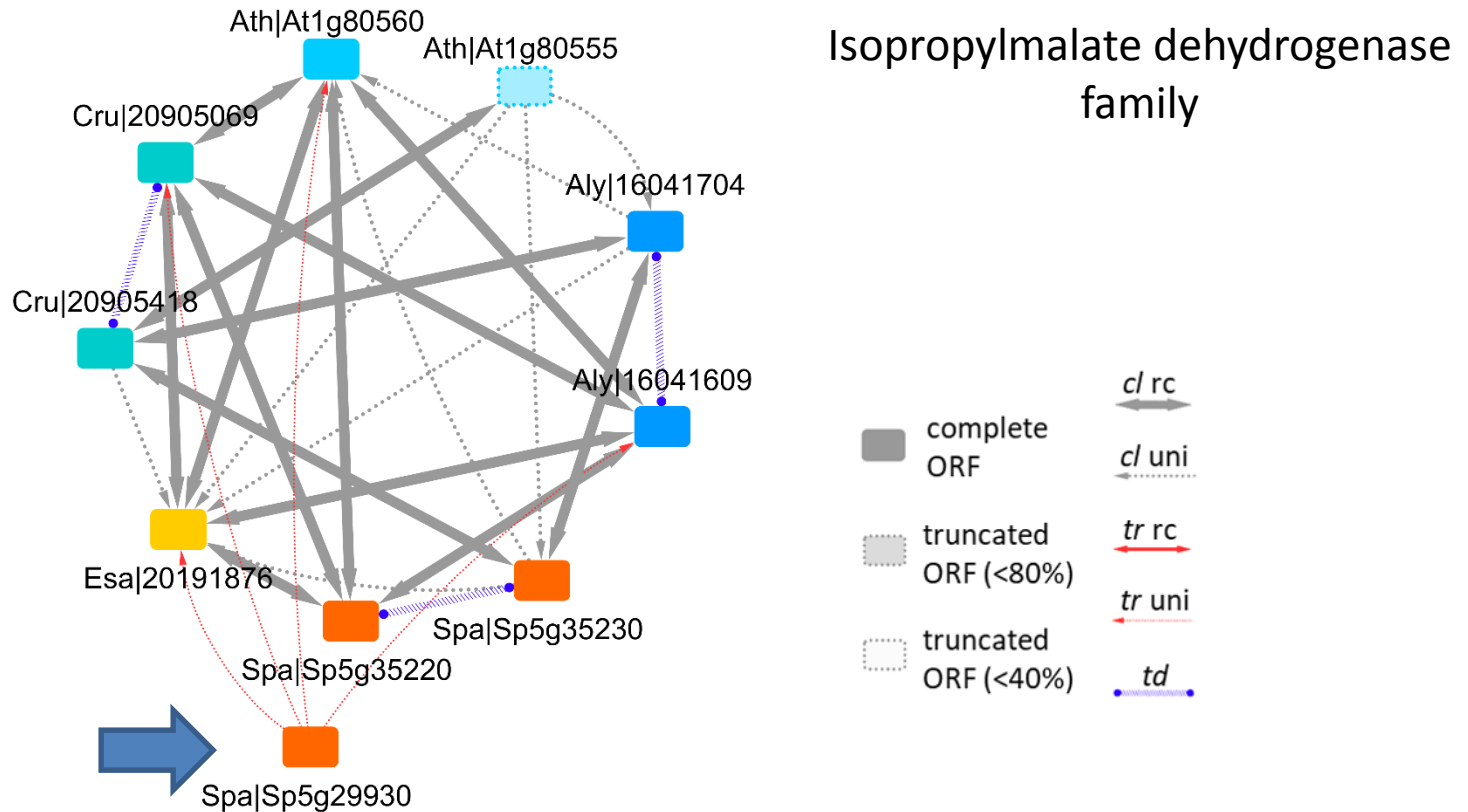 Isopropylmalate dehydrogenase
family
Ath|At1g80560
Ath|At1g80555
Cru|20905069
Aly|16041704
Cru|20905418
Aly|16041609
Esa|20191876
Spa|Sp5g35230
Spa|Sp5g35220
Spa|Sp5g29930
complete
ORF
truncated
ORF (<80%)
truncated
ORF (<40%)
cl rc
cl uni
tr rc
tr uni
td